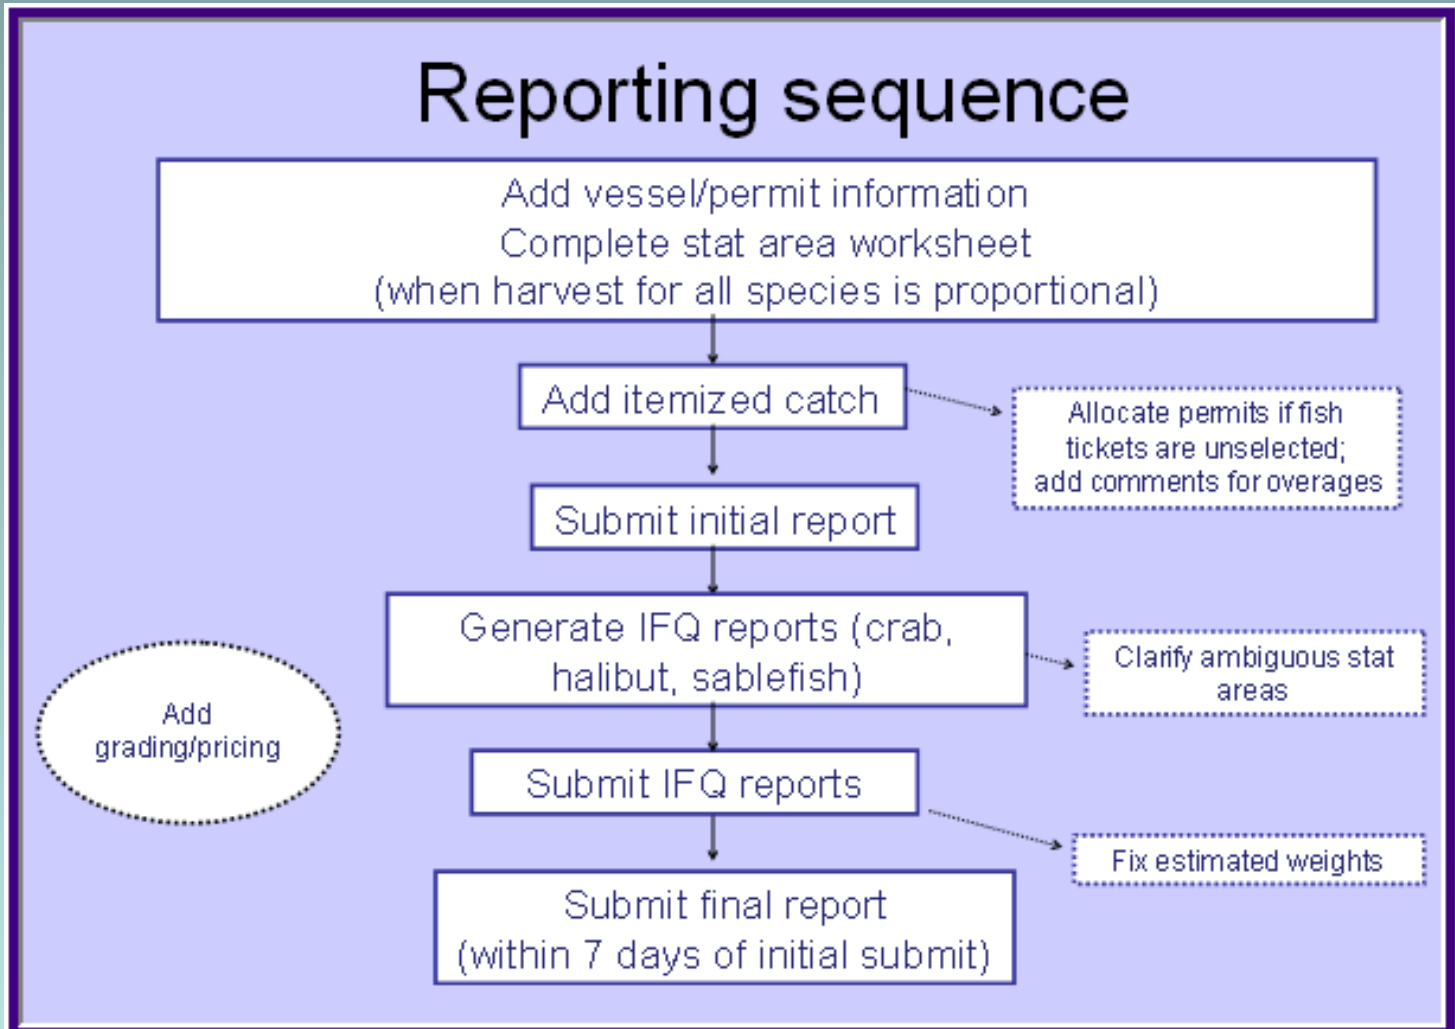 Reporting sequence
Add vessel/permit information
Complete stat area worksheet
(when harvest for all species is proportional)
Add itemized catch
Allocate permits if fish
tickets are unselected;
add comments for overages
Submit initial report
Generate IFQ reports (crab,
halibut, sablefish)
Clarify ambiguous stat
areas
Add
grading/pricing
Submit IFQ reports
Fix estimated weights
Submit final report
(within 7 days of initial submit)